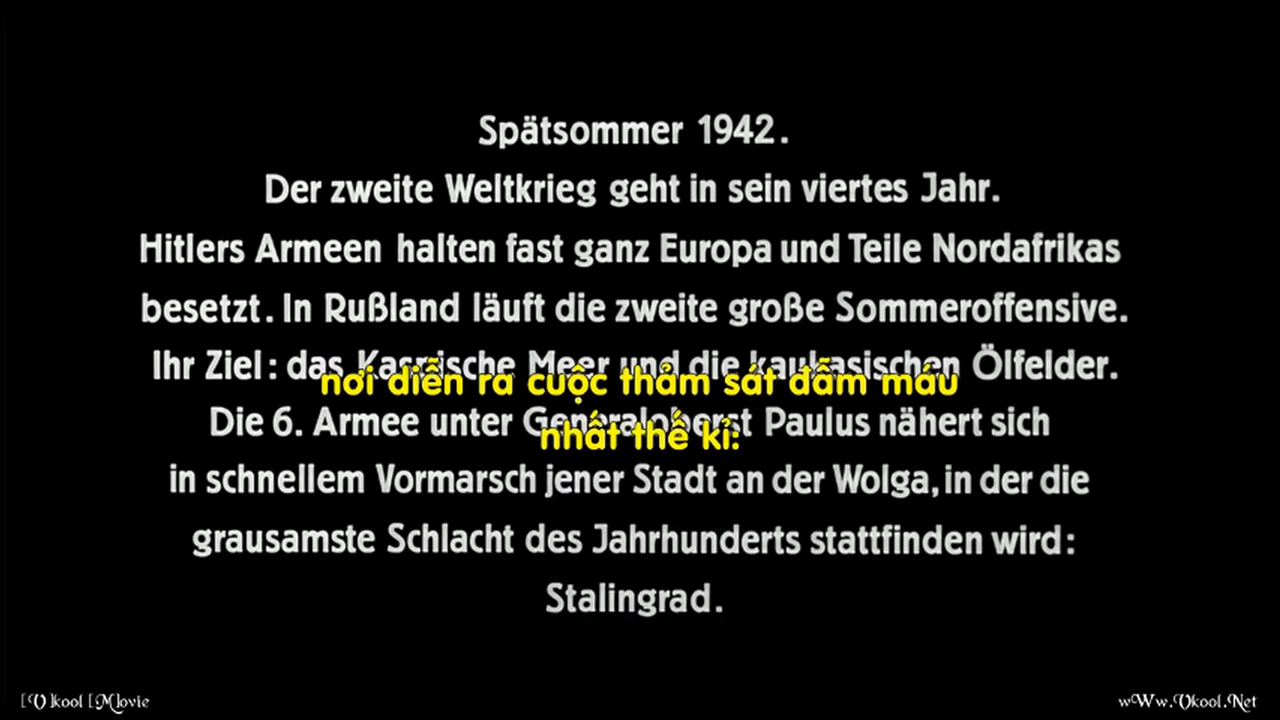 Spätsommer 1942.
Der zweite Weltkrieg geht in sein viertes Jahr.
Hitlers Armeen halten fast ganz Europa und Teile Nordafrikas
besetzt. In Rußland läuft die zweite große Sommeroffensive.
Ihr Ziel: das Kaspische Meer und die kaukasischen Ölfelder.
nơi diễn ra cuộc thảm sát đẫm máu
Die 6. Armee unter Generaloberst Paulus nähert sich
nhất thế kỉ:
in schnellem Vormarsch jener Stadt an der Wolga, in der die
grausamste Schlacht des Jahrhunderts stattfinden wird:
Stalingrad.
[V]kool [M]ovie
wWw.Vkool.Net